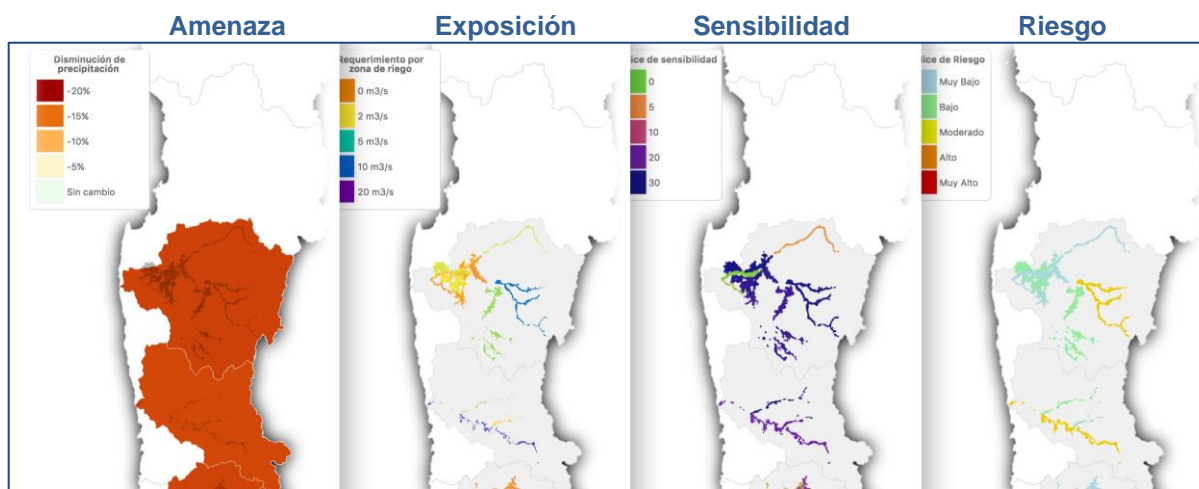 Amenaza
Exposición
Sensibilidad
Riesgo
Disminución de
precipitación
-20%
-15%
-10%
-5%
Sin cambio
Requerimiento por
zona de riego
0 m3/s
2 m3/s
5 m3/s
10 m3/s
20 m3/s
lice de sensibilidad
0
5
10
20
30
lice de Riesgo
Muy Bajo
Bajo
Moderado
Alto
Muy Alto